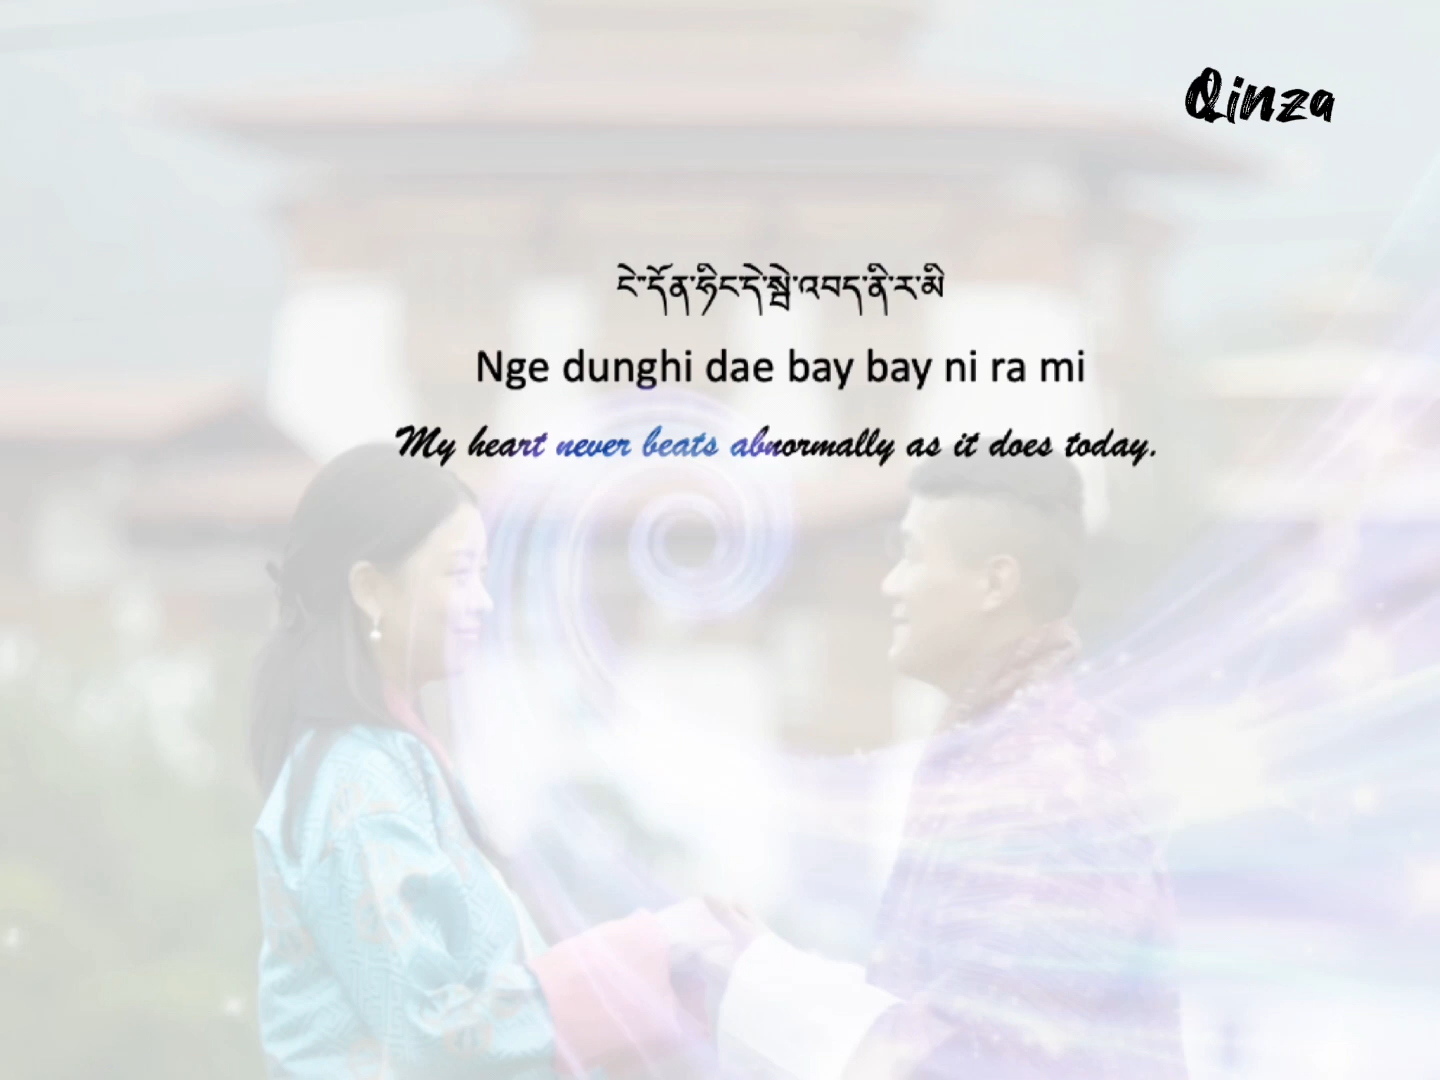 Qinza
ངེ་དོན་ཧིང་དེ་སྦེ་འབད་ནི་ར་མི
Nge dunghi dae bay bay ni ra mi
My heart never beats abnormally as it does today.